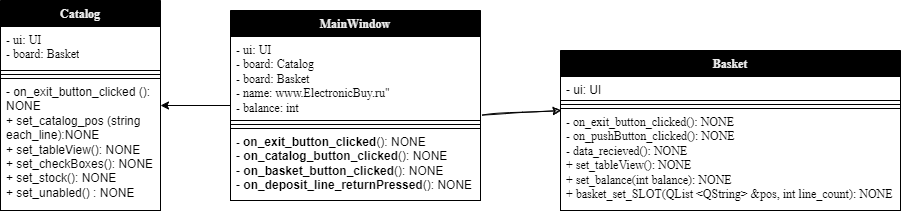 Catalog
- ui: UI
- board: Basket
- on_exit_button_clicked ():
NONE
+ set_catalog_pos (string
each_line):NONE
+ set_tableView(): NONE
+ set_checkBoxes(): NONE
+ set_stock(): NONE
+ set_unabled() : NONE
MainWindow
- ui: UI
- board: Catalog
- board: Basket
- name: www.ElectronicBuy.ru"
- balance: int
- on_exit_button_clicked(): NONE
- on_catalog_button_clicked(): NONE
- on_basket_button_clicked(): NONE
- on_deposit_line_returnPressed(): NONE
Basket
- ui: UI
- on_exit_button_clicked(): NONE
- on_pushButton_clicked(): NONE
- data_recieved(): NONE
+ set_tableView(): NONE
+ set_balance(int balance): NONE
+ basket_set_SLOT(QList <QString> &pos, int line_count): NONE